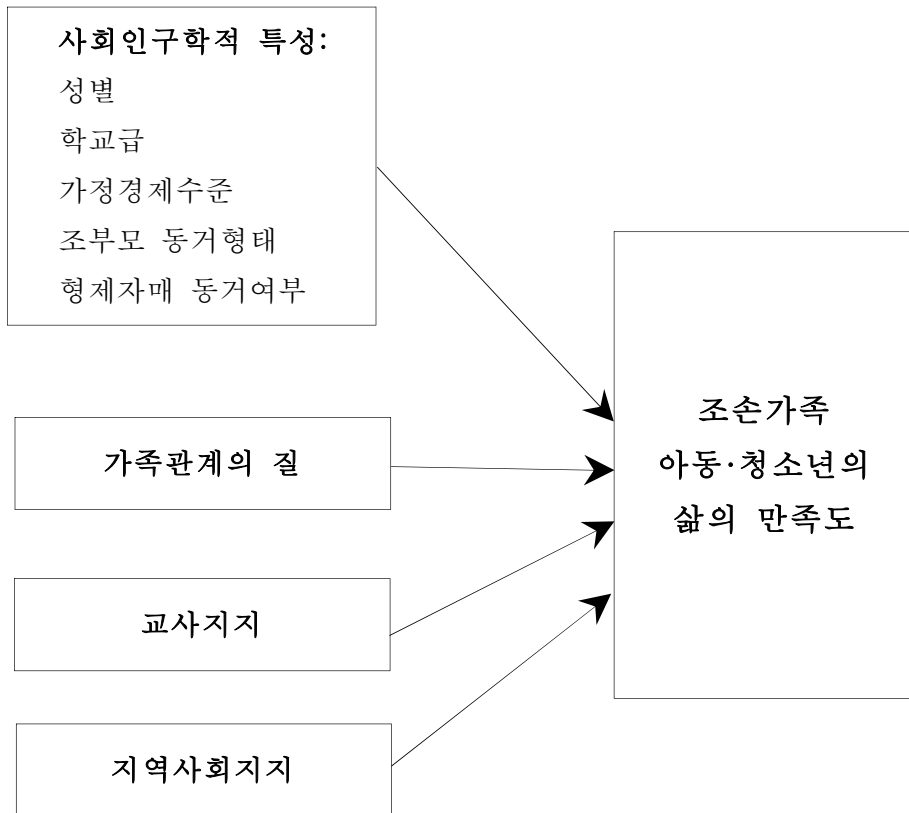 사회인구학적 특성:
성별
학교급
가정경제수준
조부모 동거형태
형제자매 동거여부
가족관계의 질
교사지지
지역사회지지
조손가족
아동·청소년의
삶의 만족도